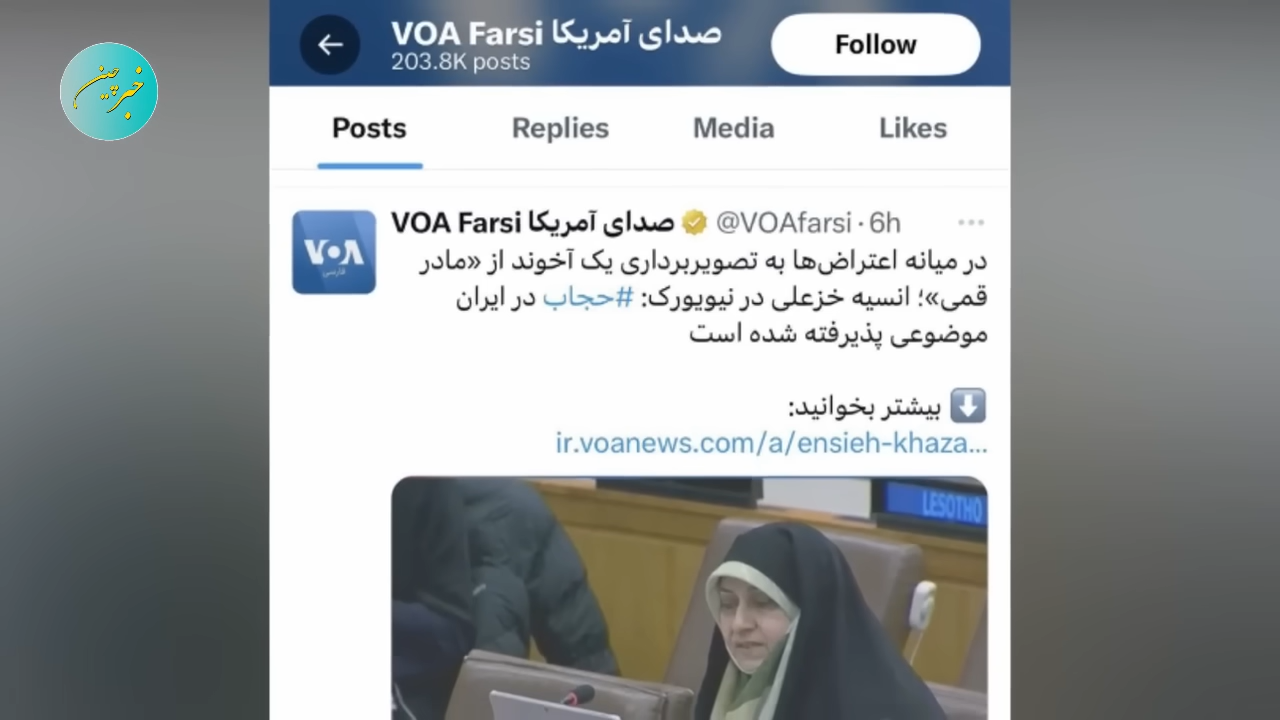 خبرچین
VOA Farsi صدای آمریکا
203.8K posts
Follow
Posts Replies Media Likes
VOA Farsi صدای آمریکا @VOAfarsi · 6h
VOA
فارسی
در میانه اعتراض‌ها به تصویربرداری یک آخوند از «مادر
قمی»؛ انسیه خزعلی در نیویورک: #حجاب در ایران
موضوعی پذیرفته شده است
⬇️ بیشتر بخوانید:
ir.voanews.com/a/ensieh-khaza...
LESOTHO